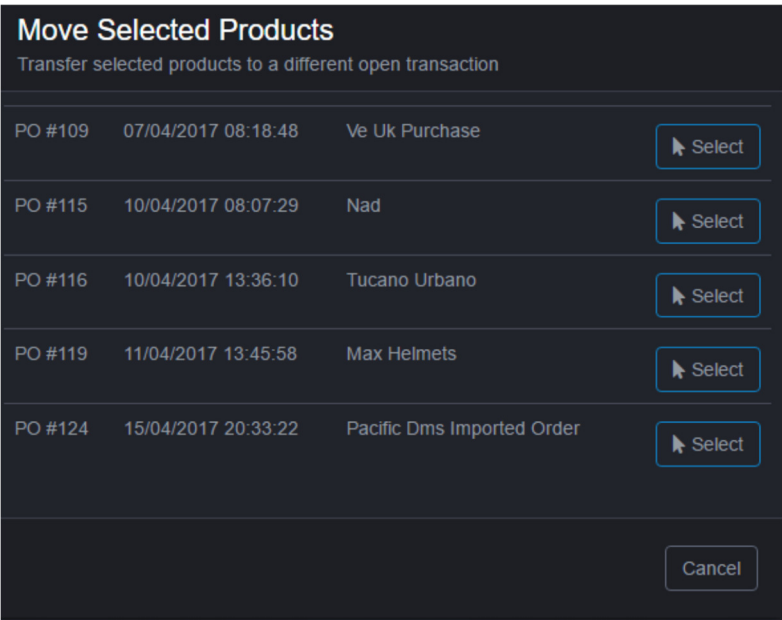 Move Selected Products
Transfer selected products to a different open transaction
PO #109 07/04/2017 08:18:48 Ve Uk Purchase Select
PO #115 10/04/2017 08:07:29 Nad Select
PO #116 10/04/2017 13:36:10 Tucano Urbano Select
PO #119 11/04/2017 13:45:58 Max Helmets Select
PO #124 15/04/2017 20:33:22 Pacific Dms Imported Order Select
Cancel